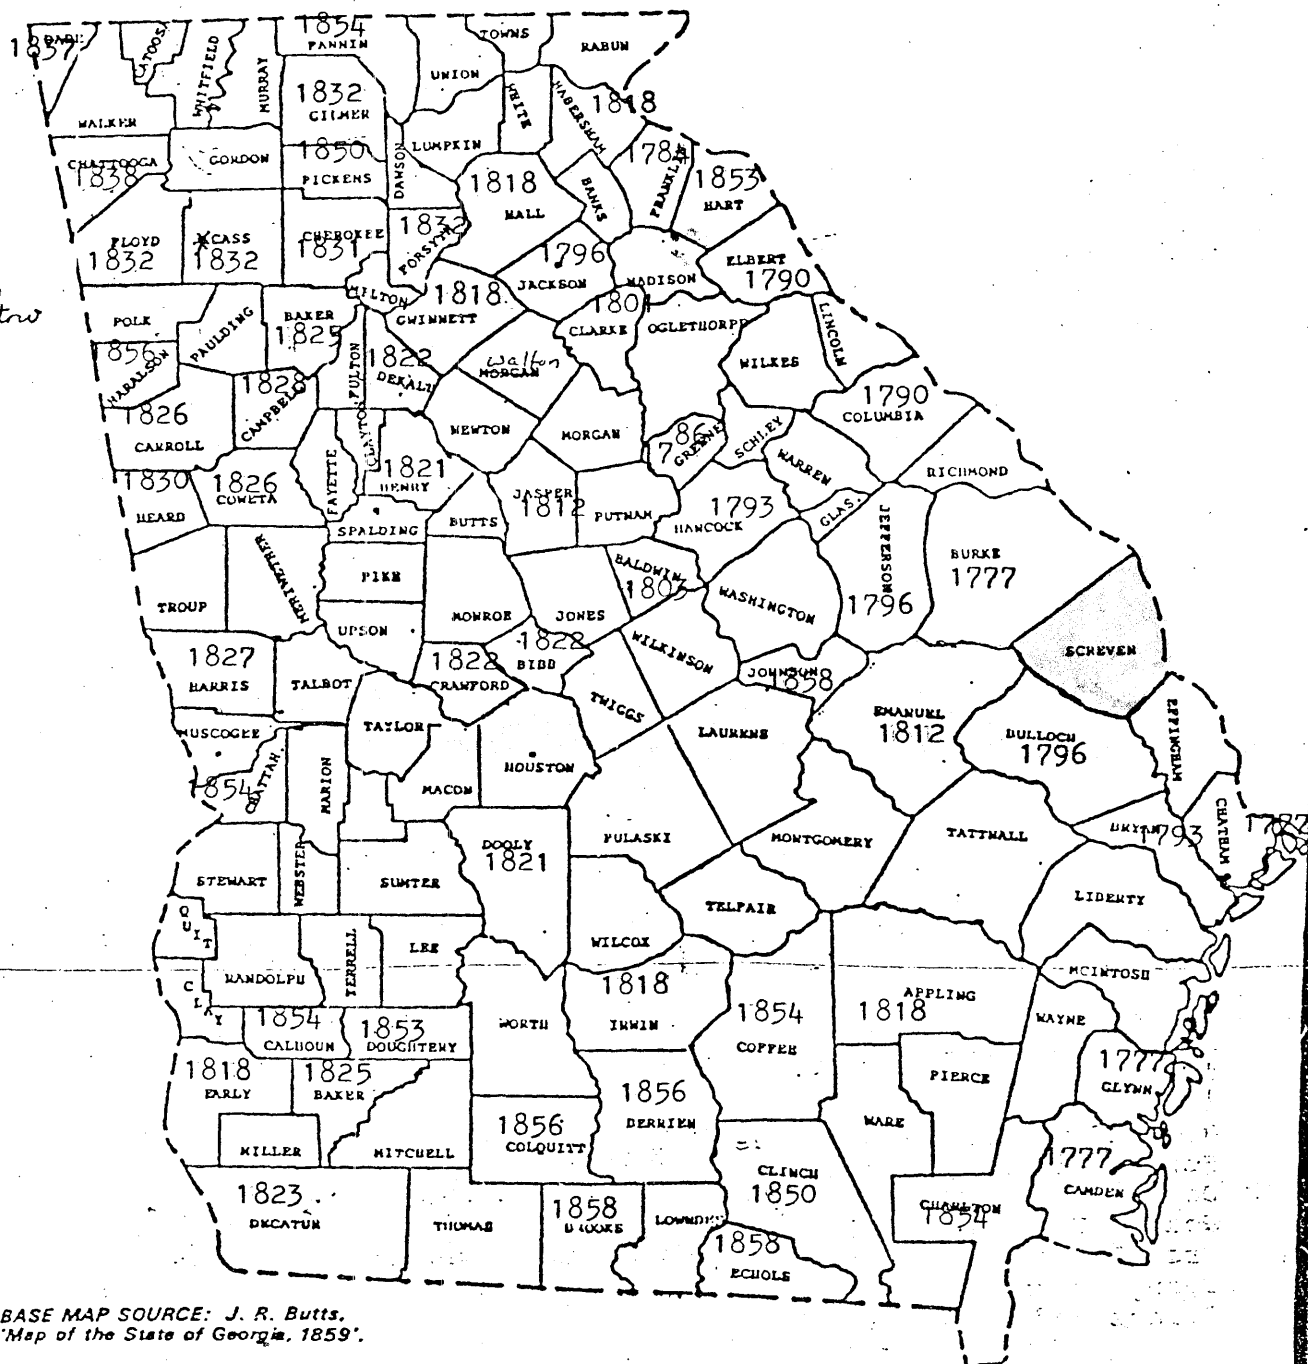 1854
FANNIN
TOWNS
RABUN
1837
CATOOSA
WHITFIELD
MURRAY
UNION
1832
GILMER
WHITE
HABERSHAM
1818
WALKER
LUMPKIN
CHATTOOGA
1838
GORDON
1850
PICKENS
DAWSON
1818
HALL
BANKS
FRANKLIN
1853
HART
FLOYD
1832
CASS
1832
CHEROKEE
1831
1832
FORSYTH
1796
JACKSON
MADISON
ELBERT
1790
MILTON
1818
GWINNETT
POLK
PAULDING
BAKER
1825
1801
CLARKE
OGLETHORPE
WILKES
LINCOLN
1856
HARALSON
FULTON
1822
DEKALB
Walton
MORGAN
1826
CARROLL
1828
CAMPBELL
CLAYTON
NEWTON
MORGAN
1786
GREENE
SCHLEY
WARREN
1790
COLUMBIA
1830
HEARD
1826
COWETA
FAYETTE
1821
HENRY
RICHMOND
SPALDING
BUTTS
JASPER
1812
PUTNAM
1793
HANCOCK
GLAS.
JEFFERSON
1796
BURKE
1777
TROUP
MERIWETHER
PIKE
BALDWIN
1803
WASHINGTON
UPSON
MONROE
JONES
WILKINSON
SCREVEN
1827
HARRIS
TALBOT
1822
CRAWFORD
1822
BIBB
TWIGGS
JOHNSON
1858
MUSCOGEE
TAYLOR
LAURENS
EMANUEL
1812
BULLOCH
1796
EFFINGHAM
1854
CHATTAH
MARION
MACON
HOUSTON
CHATHAM
1777
DOOLY
1821
PULASKI
MONTGOMERY
TATTNALL
BRYAN
1793
STEWART
WEBSTER
SUMTER
TELFAIR
LIBERTY
QUIT
RANDOLPH
TERRELL
LEE
WILCOX
MCINTOSH
CLAY
1854
CALHOUN
1853
DOUGHTERY
WORTH
1818
IRWIN
1854
COFFEE
APPLING
1818
WAYNE
1818
EARLY
1825
BAKER
1856
BERRIEN
PIERCE
1777
GLYNN
MILLER
MITCHELL
1856
COLQUITT
WARE
1823
DECATUR
THOMAS
1858
BROOKS
LOWNDES
CLINCH
1850
CHARLTON
1854
1777
CAMDEN
1858
ECHOLS
BASE MAP SOURCE: J. R. Butts,
"Map of the State of Georgia, 1859".